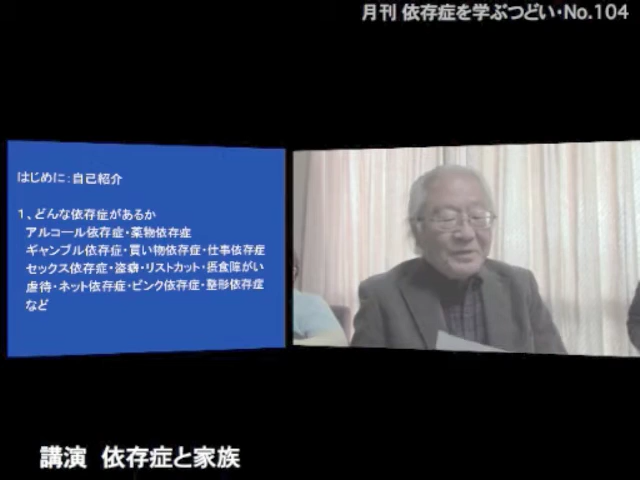 月刊 依存症を学ぶつどい・No.104
はじめに：自己紹介
１、どんな依存症があるか
アルコール依存症・薬物依存症
ギャンブル依存症・買い物依存症・仕事依存症
セックス依存症・盗癖・リストカット・摂食障がい
虐待・ネット依存症・ピンク依存症・整形依存症
など
講演 依存症と家族